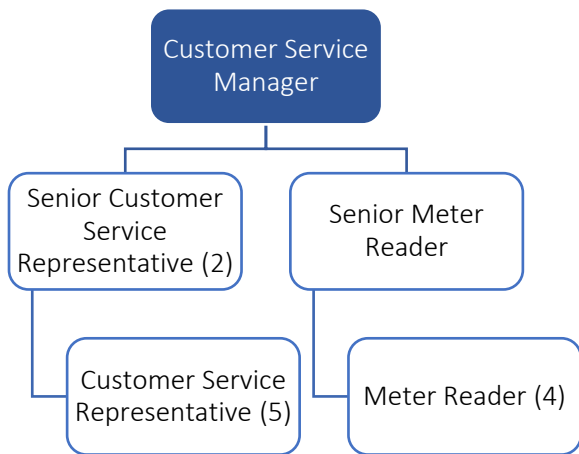 Customer Service
Manager
Senior Customer
Service
Representative (2)
Senior Meter
Reader
Customer Service
Representative (5)
Meter Reader (4)